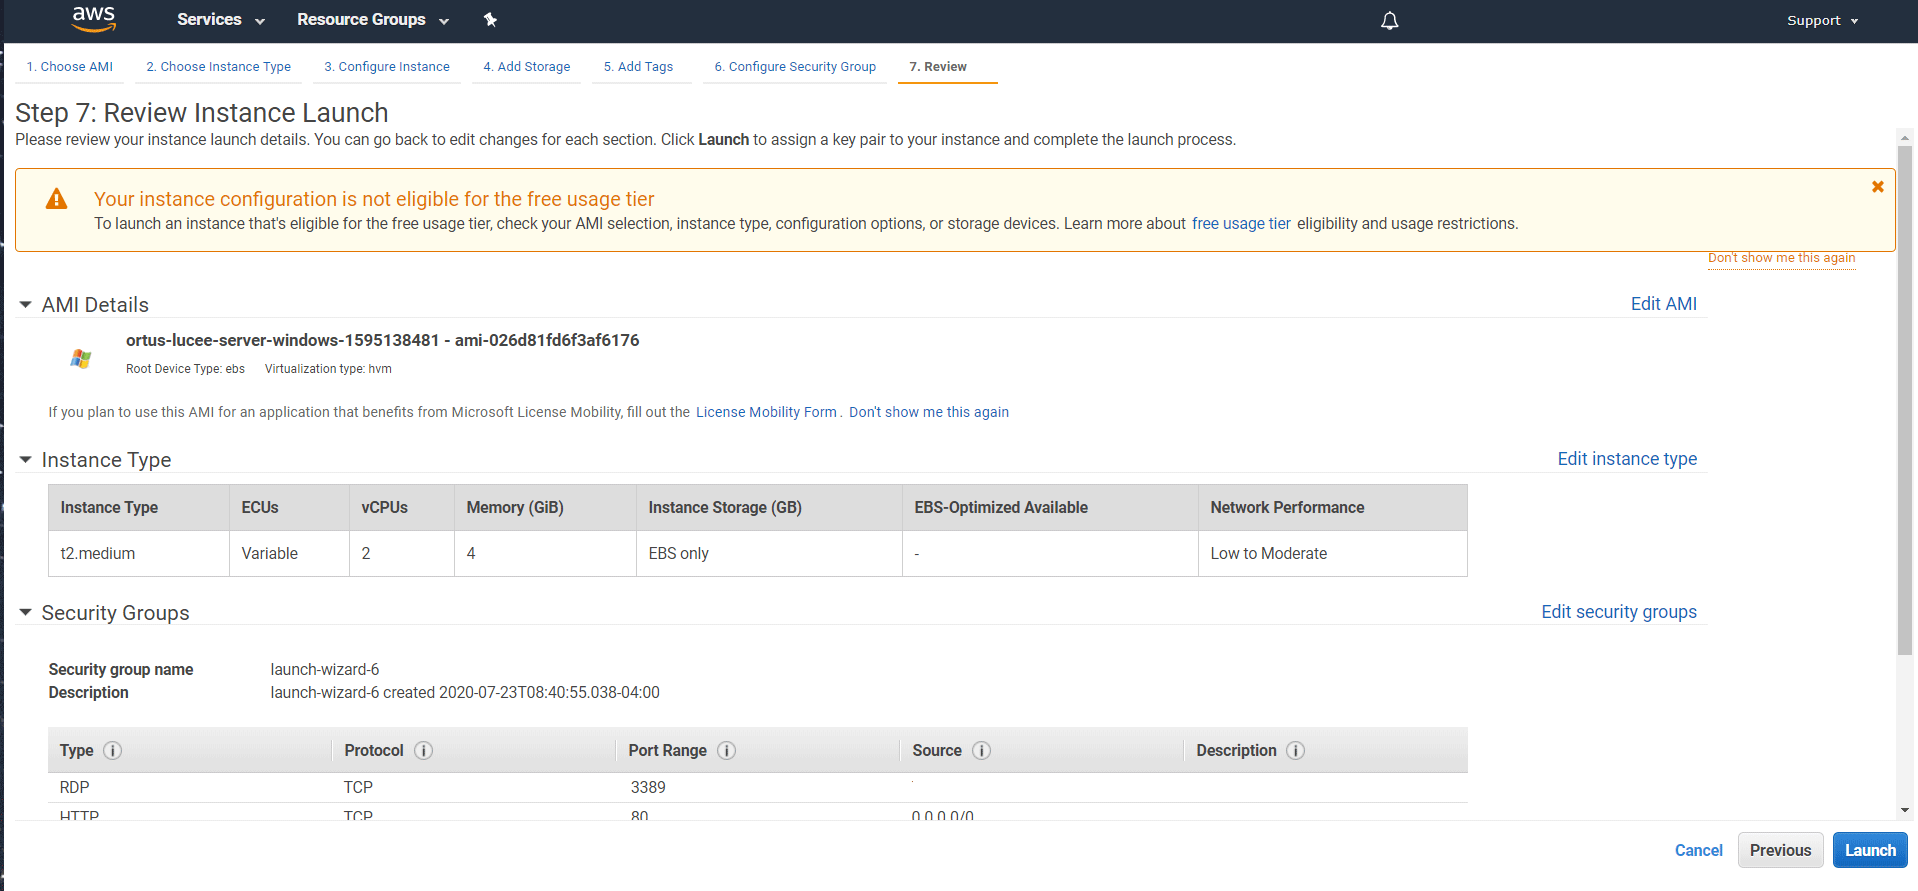 aws Services Resource Groups Support
1. Choose AMI 2. Choose Instance Type 3. Configure Instance 4. Add Storage 5. Add Tags 6. Configure Security Group 7. Review
Step 7: Review Instance Launch
Please review your instance launch details. You can go back to edit changes for each section. Click Launch to assign a key pair to your instance and complete the launch process.
Your instance configuration is not eligible for the free usage tier
To launch an instance that's eligible for the free usage tier, check your AMI selection, instance type, configuration options, or storage devices. Learn more about free usage tier eligibility and usage restrictions.
Don't show me this again
AMI Details Edit AMI
ortus-lucee-server-windows-1595138481 - ami-026d81fd6f3af6176
Root Device Type: ebs Virtualization type: hvm
If you plan to use this AMI for an application that benefits from Microsoft License Mobility, fill out the License Mobility Form . Don't show me this again
Instance Type Edit instance type
Instance Type ECUs vCPUs Memory (GiB) Instance Storage (GB) EBS-Optimized Available Network Performance
t2.medium Variable 2 4 EBS only - Low to Moderate
Security Groups Edit security groups
Security group name launch-wizard-6
Description launch-wizard-6 created 2020-07-23T08:40:55.038-04:00
Type Protocol Port Range Source Description
RDP TCP 3389
HTTP TCP 80 0.0.0.0/0
Cancel Previous Launch